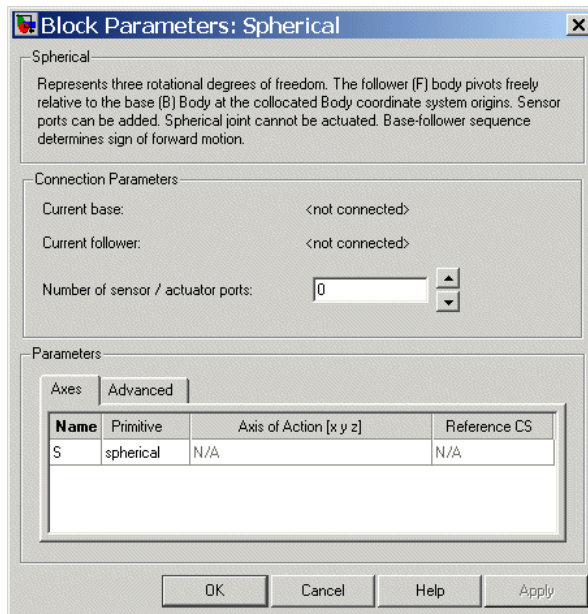 Block Parameters: Spherical
Spherical
Represents three rotational degrees of freedom. The follower (F) body pivots freely
relative to the base (B) Body at the collocated Body coordinate system origins. Sensor
ports can be added. Spherical joint cannot be actuated. Base-follower sequence
determines sign of forward motion.
Connection Parameters
Current base: <not connected>
Current follower: <not connected>
Number of sensor / actuator ports: 0
Parameters
Axes Advanced
Name Primitive Axis of Action [x y z] Reference CS
S spherical N/A N/A
OK Cancel Help Apply